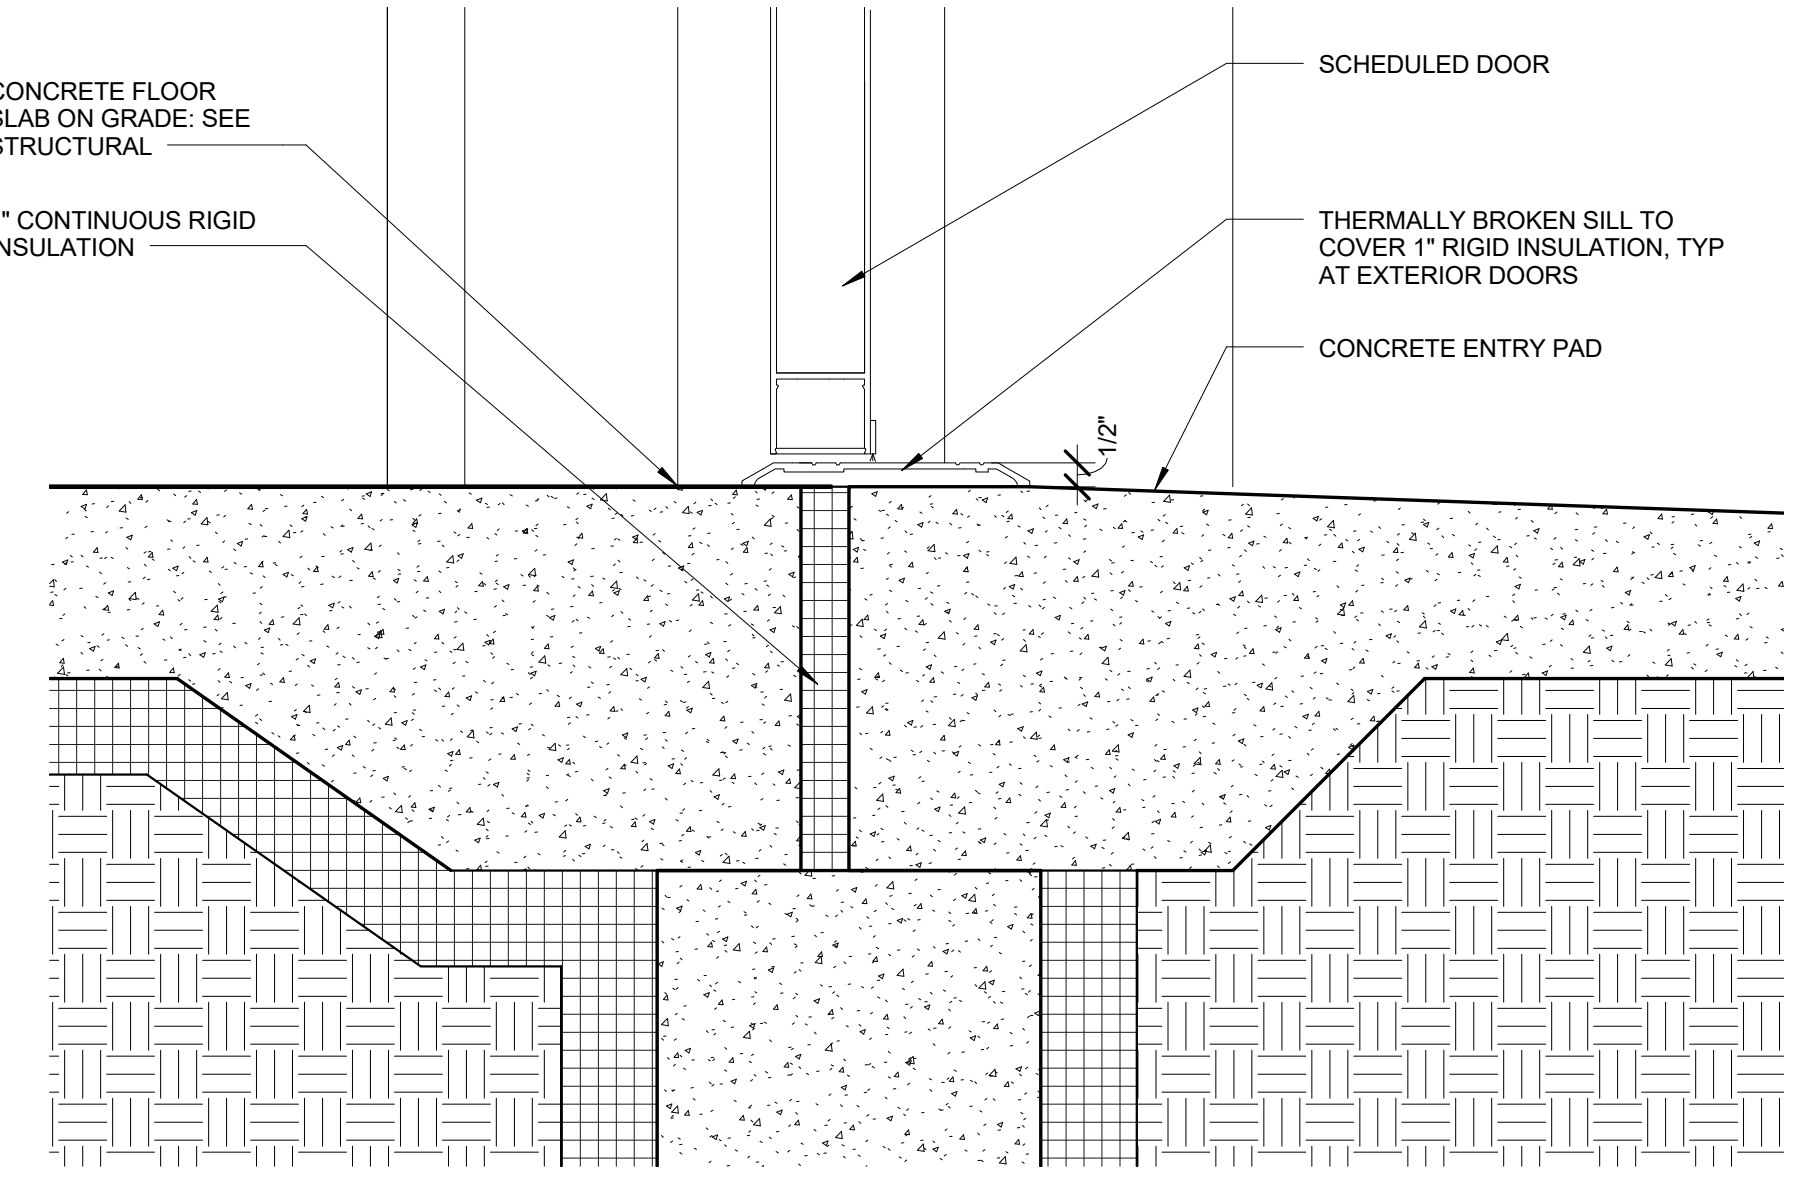 CONCRETE FLOOR
SLAB ON GRADE: SEE
STRUCTURAL
" CONTINUOUS RIGID
INSULATION
SCHEDULED DOOR
THERMALLY BROKEN SILL TO
COVER 1" RIGID INSULATION, TYP
AT EXTERIOR DOORS
CONCRETE ENTRY PAD
1/2"